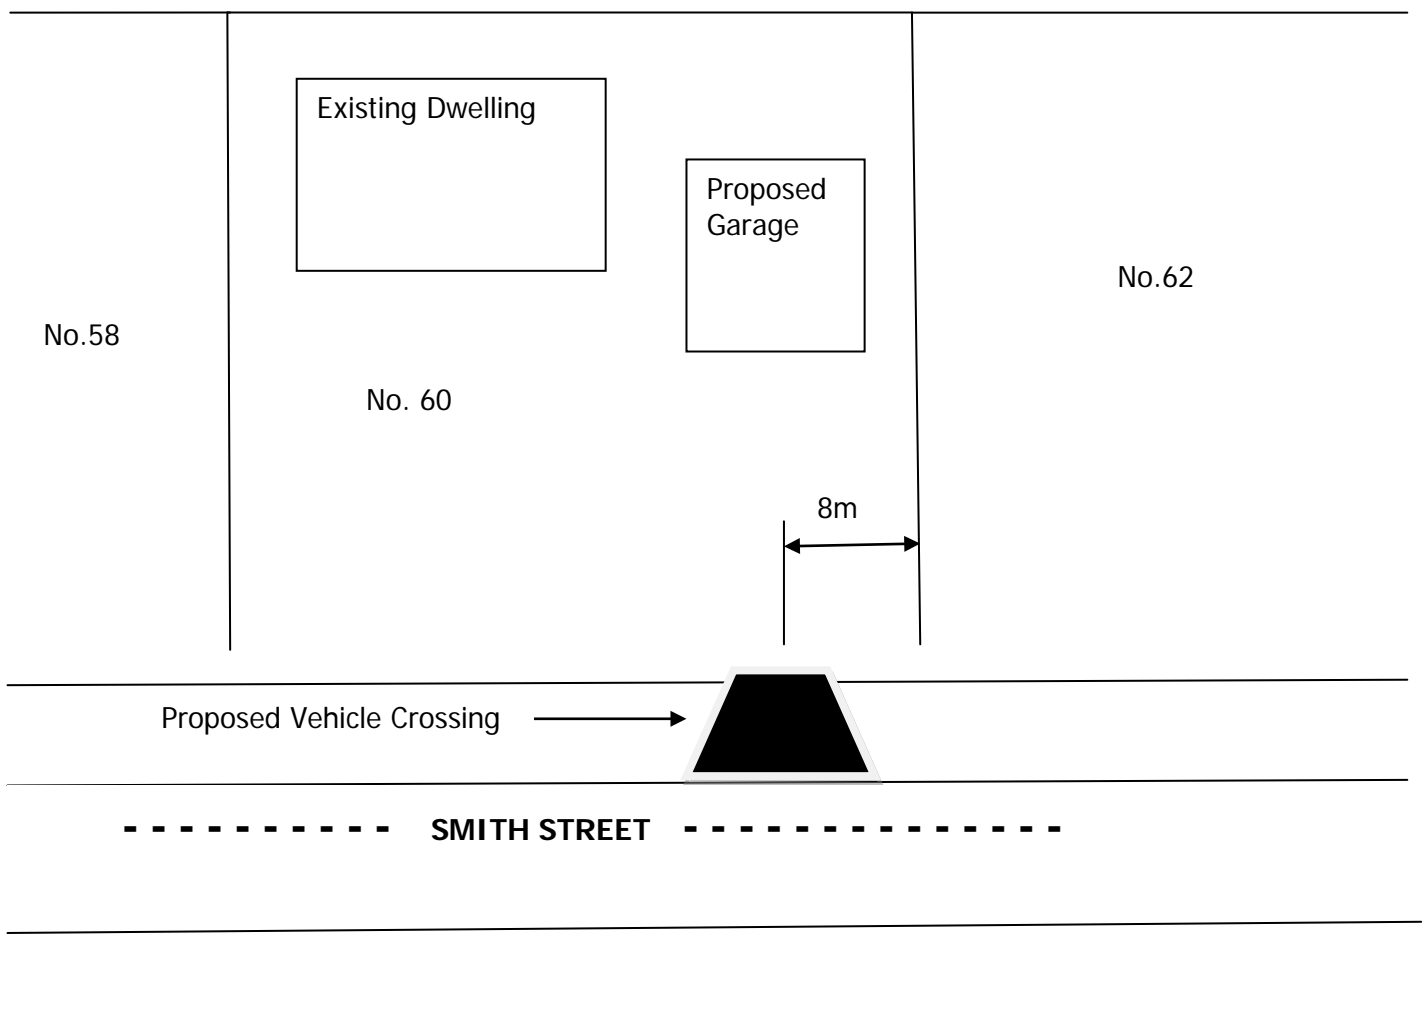 Existing Dwelling
Proposed
Garage
No.62
No.58
No. 60
8m
Proposed Vehicle Crossing
SMITH STREET